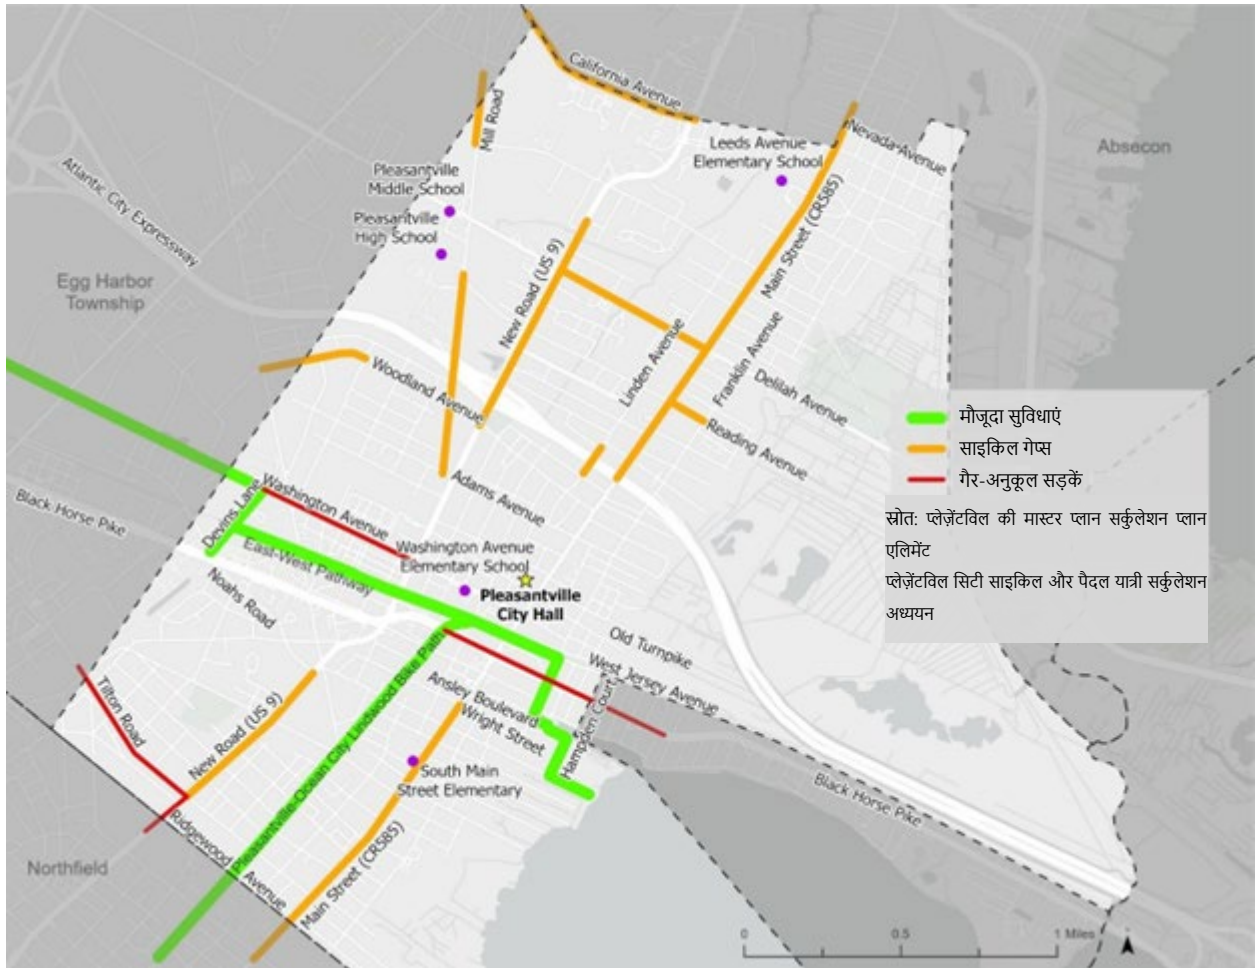 California Avenue
Mill Road
Nevada Avenue
Leeds Avenue
Elementary School
Absecon
Pleasantville
Middle School
Atlantic City Expressway
Pleasantville
High School
Main Street (CR585)
Egg Harbor
Township
New Road (US 9)
Linden Avenue
Franklin Avenue
Woodland Avenue
Delilah Avenue
मौजूदा सुविधाएं
Reading Avenue
साइकिल गेप्स
गैर-अनुकूल सड़कें
Adams Avenue
Washington Avenue
Black Horse Pike
Devins Lane
स्रोत: प्लेज़ेंटविल की मास्टर प्लान सर्कुलेशन प्लान
एलिमेंट
प्लेज़ेंटविल सिटी साइकिल और पैदल यात्री सर्कुलेशन
अध्ययन
East-West Pathway
Washington Avenue
Elementary School
Noahs Road
Pleasantville
City Hall
Old Turnpike
West Jersey Avenue
Tilton Road
Ansley Boulevard
Wright Street
Hampden Court
New Road (US 9)
Pleasantville-Ocean City Lindwood Bike Path
South Main
Street Elementary
Black Horse Pike
Ridgewood Avenue
Main Street (CR585)
Northfield
0 0.5 1 Miles